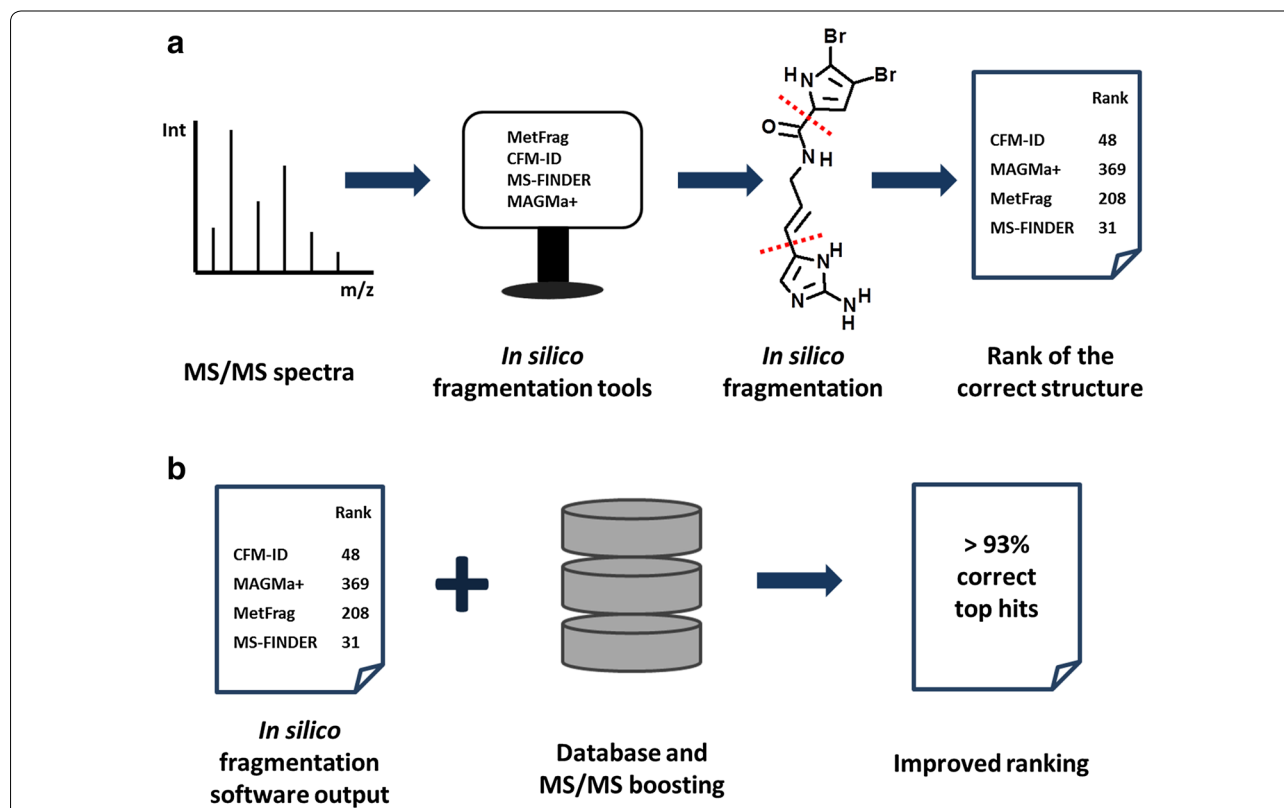 a
Int
m/z
MS/MS spectra
MetFrag
CFM-ID
MS-FINDER
MAGMa+
In silico
fragmentation tools
Br
Br
H
N
O
N
H
H
N
N
N
H
H
In silico
fragmentation
Rank
CFM-ID 48
MAGMa+ 369
MetFrag 208
MS-FINDER 31
Rank of the
correct structure
b
Rank
CFM-ID 48
MAGMa+ 369
MetFrag 208
MS-FINDER 31
In silico
fragmentation
software output
+
Database and
MS/MS boosting
> 93%
correct
top hits
Improved ranking